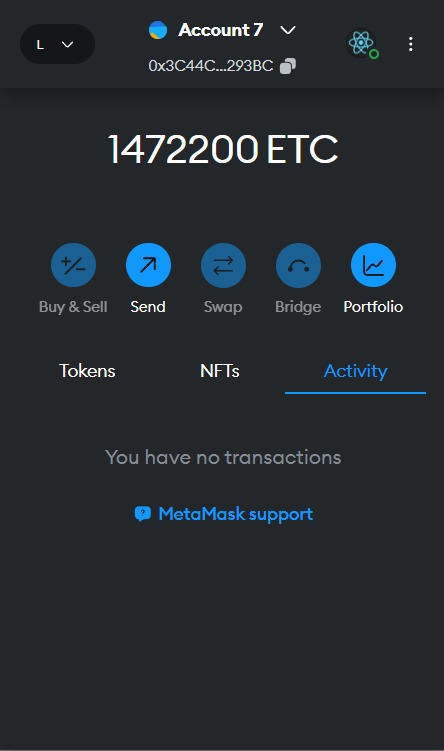 L
Account 7
0x3C44C...293BC
1472200 ETC
Buy & Sell
Send
Swap
Bridge
Portfolio
Tokens
NFTs
Activity
You have no transactions
MetaMask support